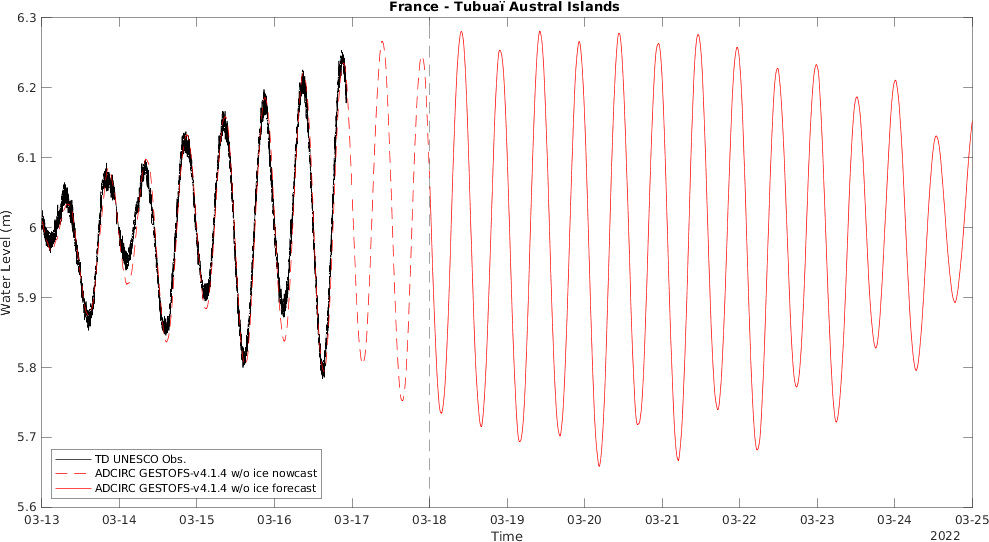 France - Tubuaï Austral Islands
6.3
6.2
6.1
6
5.9
5.8
5.7
5.6
Water Level (m)
TD UNESCO Obs.
ADCIRC GESTOFS-v4.1.4 w/o ice nowcast
ADCIRC GESTOFS-v4.1.4 w/o ice forecast
03-13 03-14 03-15 03-16 03-17 03-18 03-19 03-20 03-21 03-22 03-23 03-24 03-25
Time
2022